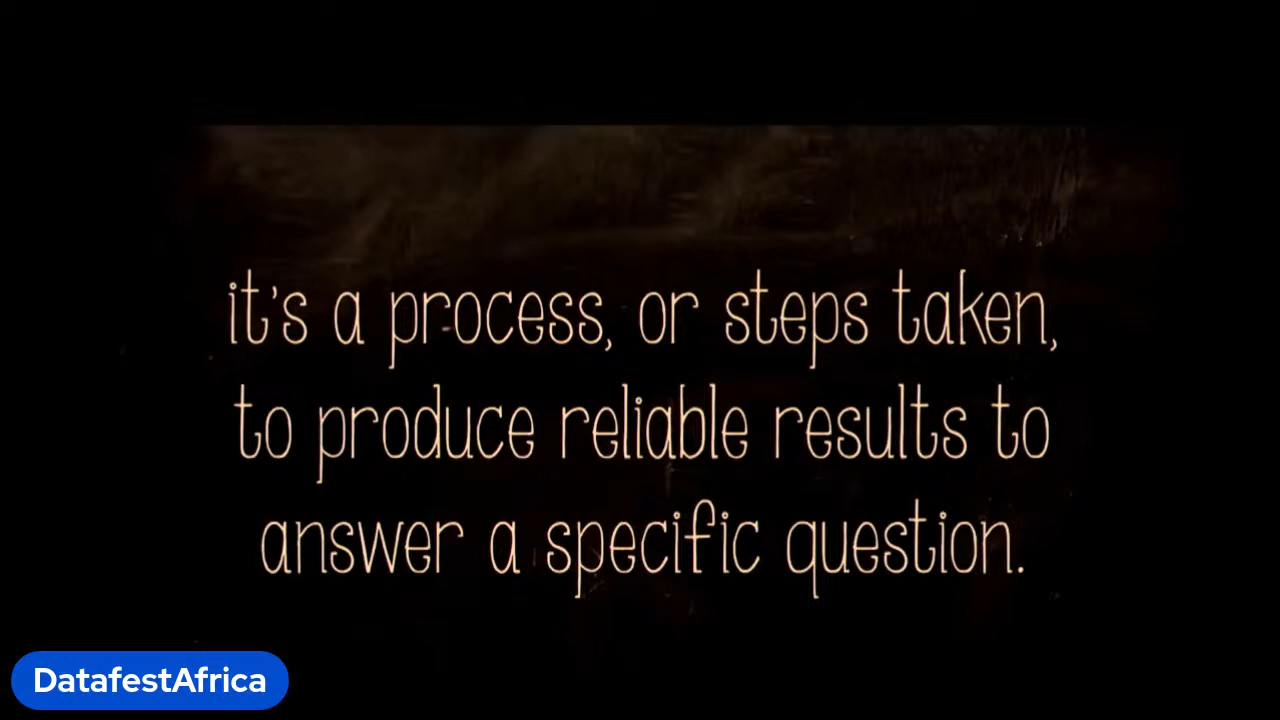 it's a process, or steps taken,
to produce reliable results to
answer a specific question.
DatafestAfrica